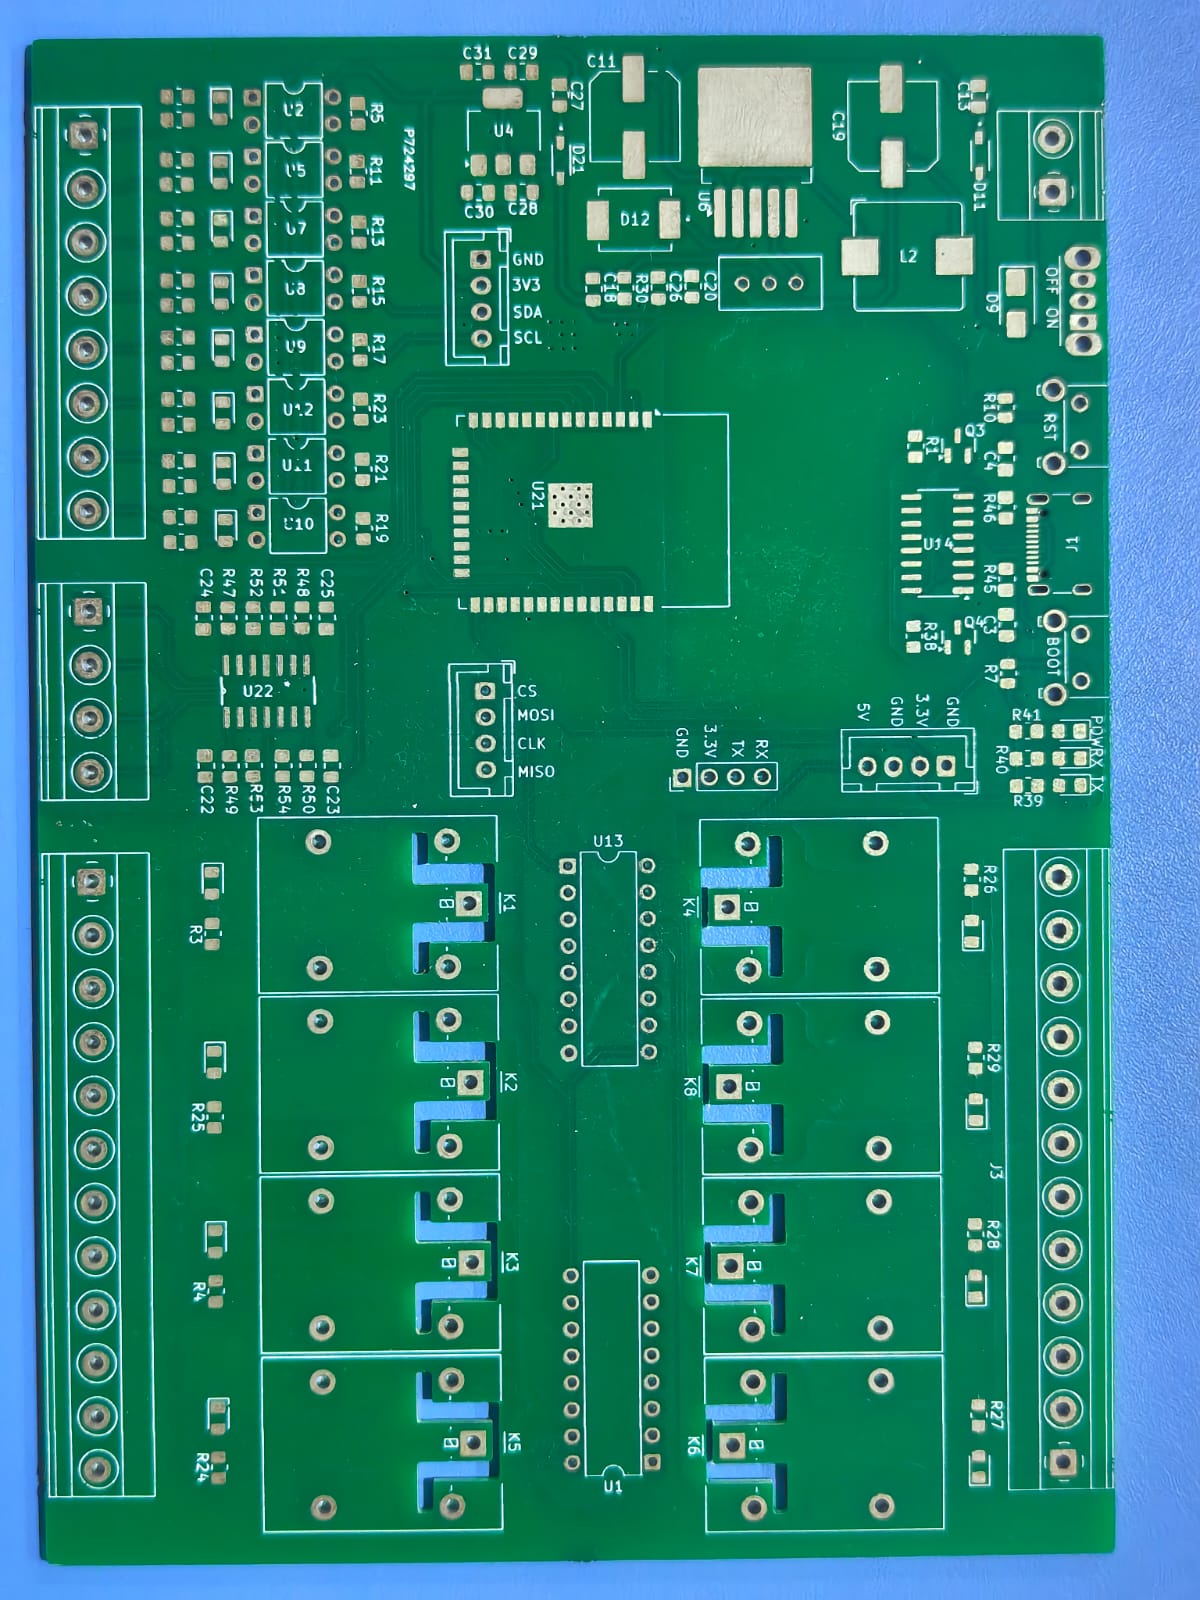 C31
C29
C11
C27
C13
U2
R5
U4
P724297
C19
U5
R11
D21
D11
C30
C28
U6
U7
R13
D12
L2
GND
3V3
SDA
SCL
U8
R15
C18
R30
C26
C20
D9
OFF ON
U9
R17
U12
R23
R10
RST
Q3
R1
C4
U11
R21
U21
R46
U10
R19
U14
J1
C24
R47
R52
R51
R48
C25
R45
Q4
R38
C3
BOOT
R7
U22
CS
MOSI
CLK
MISO
GND
3.3V
TX
RX
5V
GND
3.3V
GND
R41
R40
R39
POWRX TX
C22
R49
R53
R54
R50
C23
U13
K1
K4
R26
R3
K2
K8
R29
R25
J3
K3
K7
R28
R4
K5
K6
R27
R24
U1